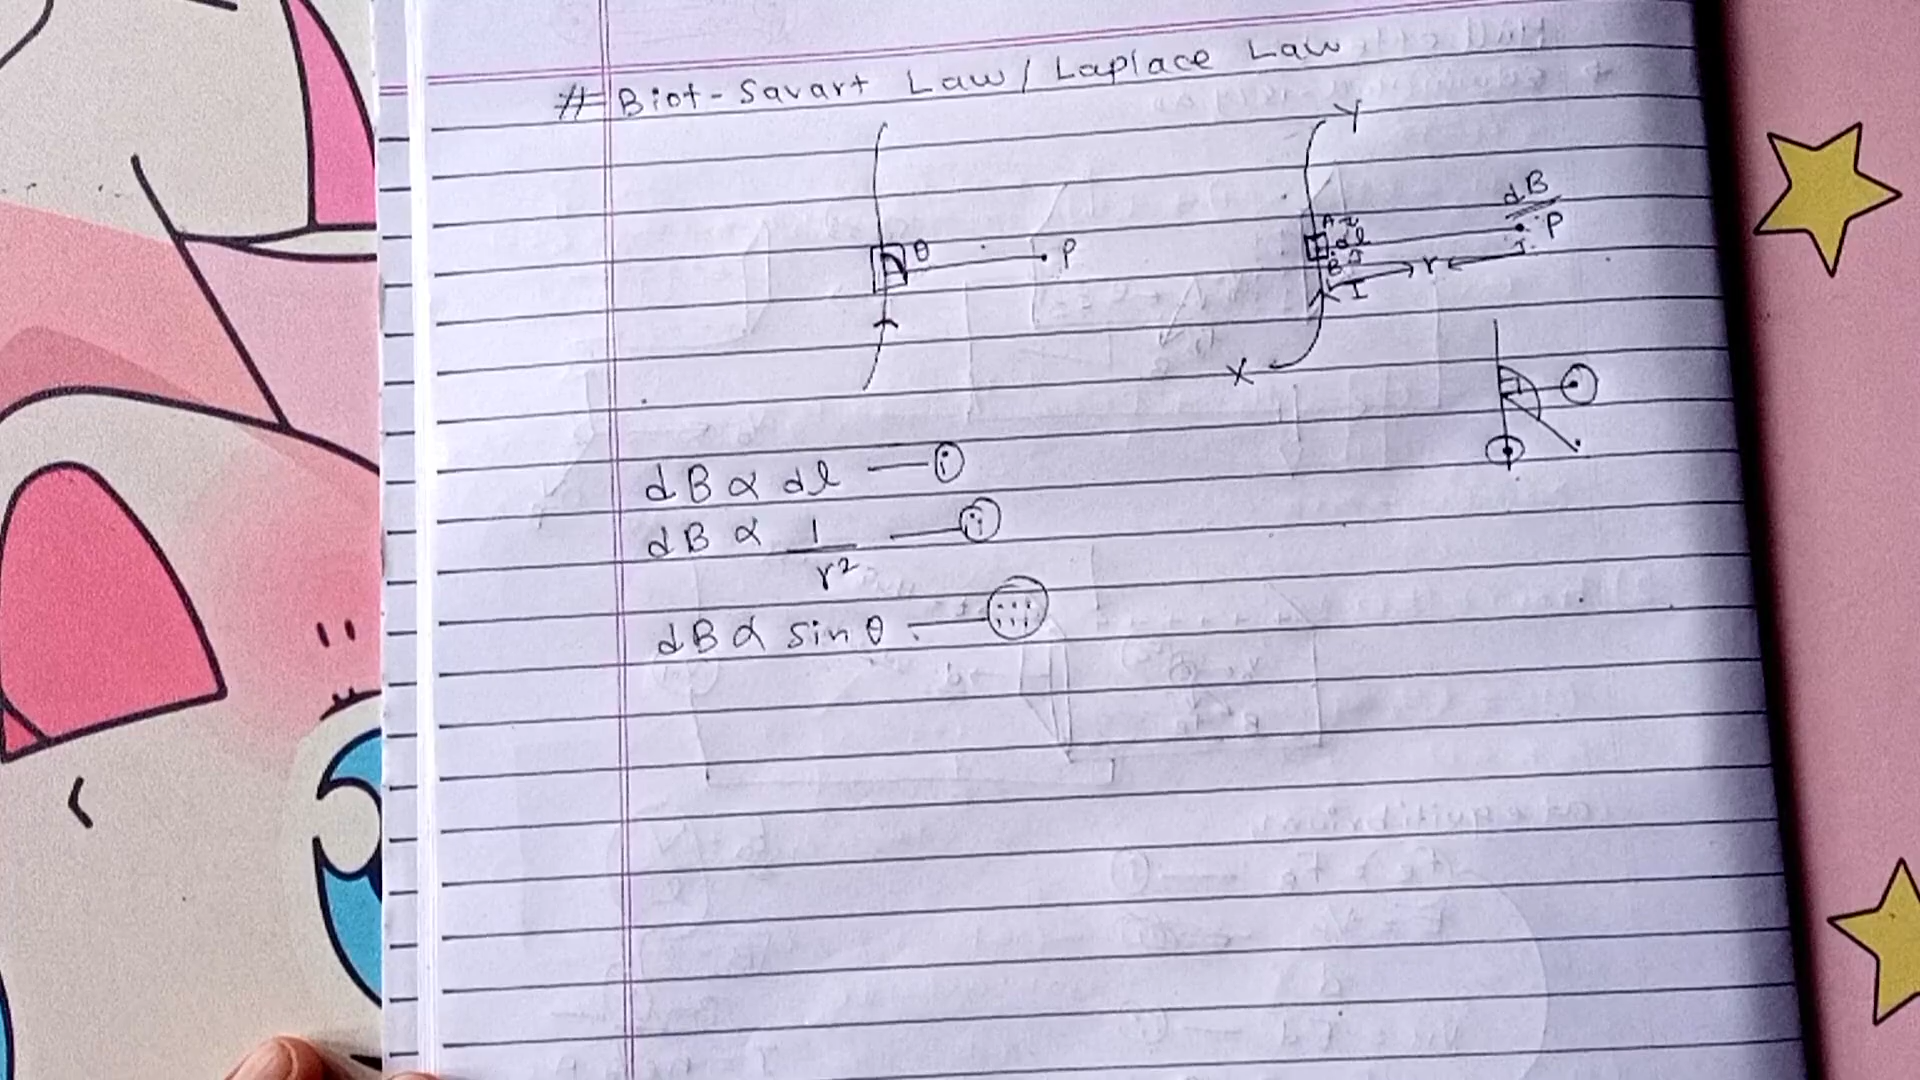 # Biot-Savart Law / Laplace Law
Y
dB
θ
P
A
dl
P
B
r
I
X
dB ∝ dl — (i)
dB ∝ 1/r² — (ii)
dB ∝ sin θ — (iii)